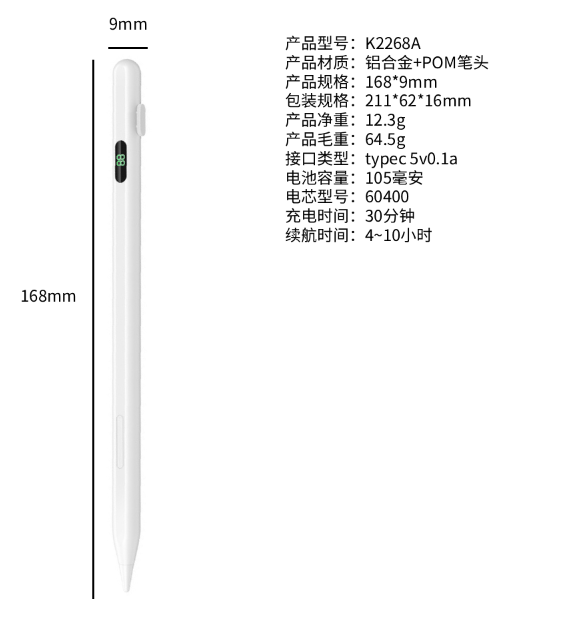 9mm
产品型号：K2268A
产品材质：铝合金+POM笔头
产品规格：168*9mm
包装规格：211*62*16mm
产品净重：12.3g
产品毛重：64.5g
接口类型：typec 5v0.1a
电池容量：105毫安
电芯型号：60400
充电时间：30分钟
续航时间：4~10小时
168mm
88